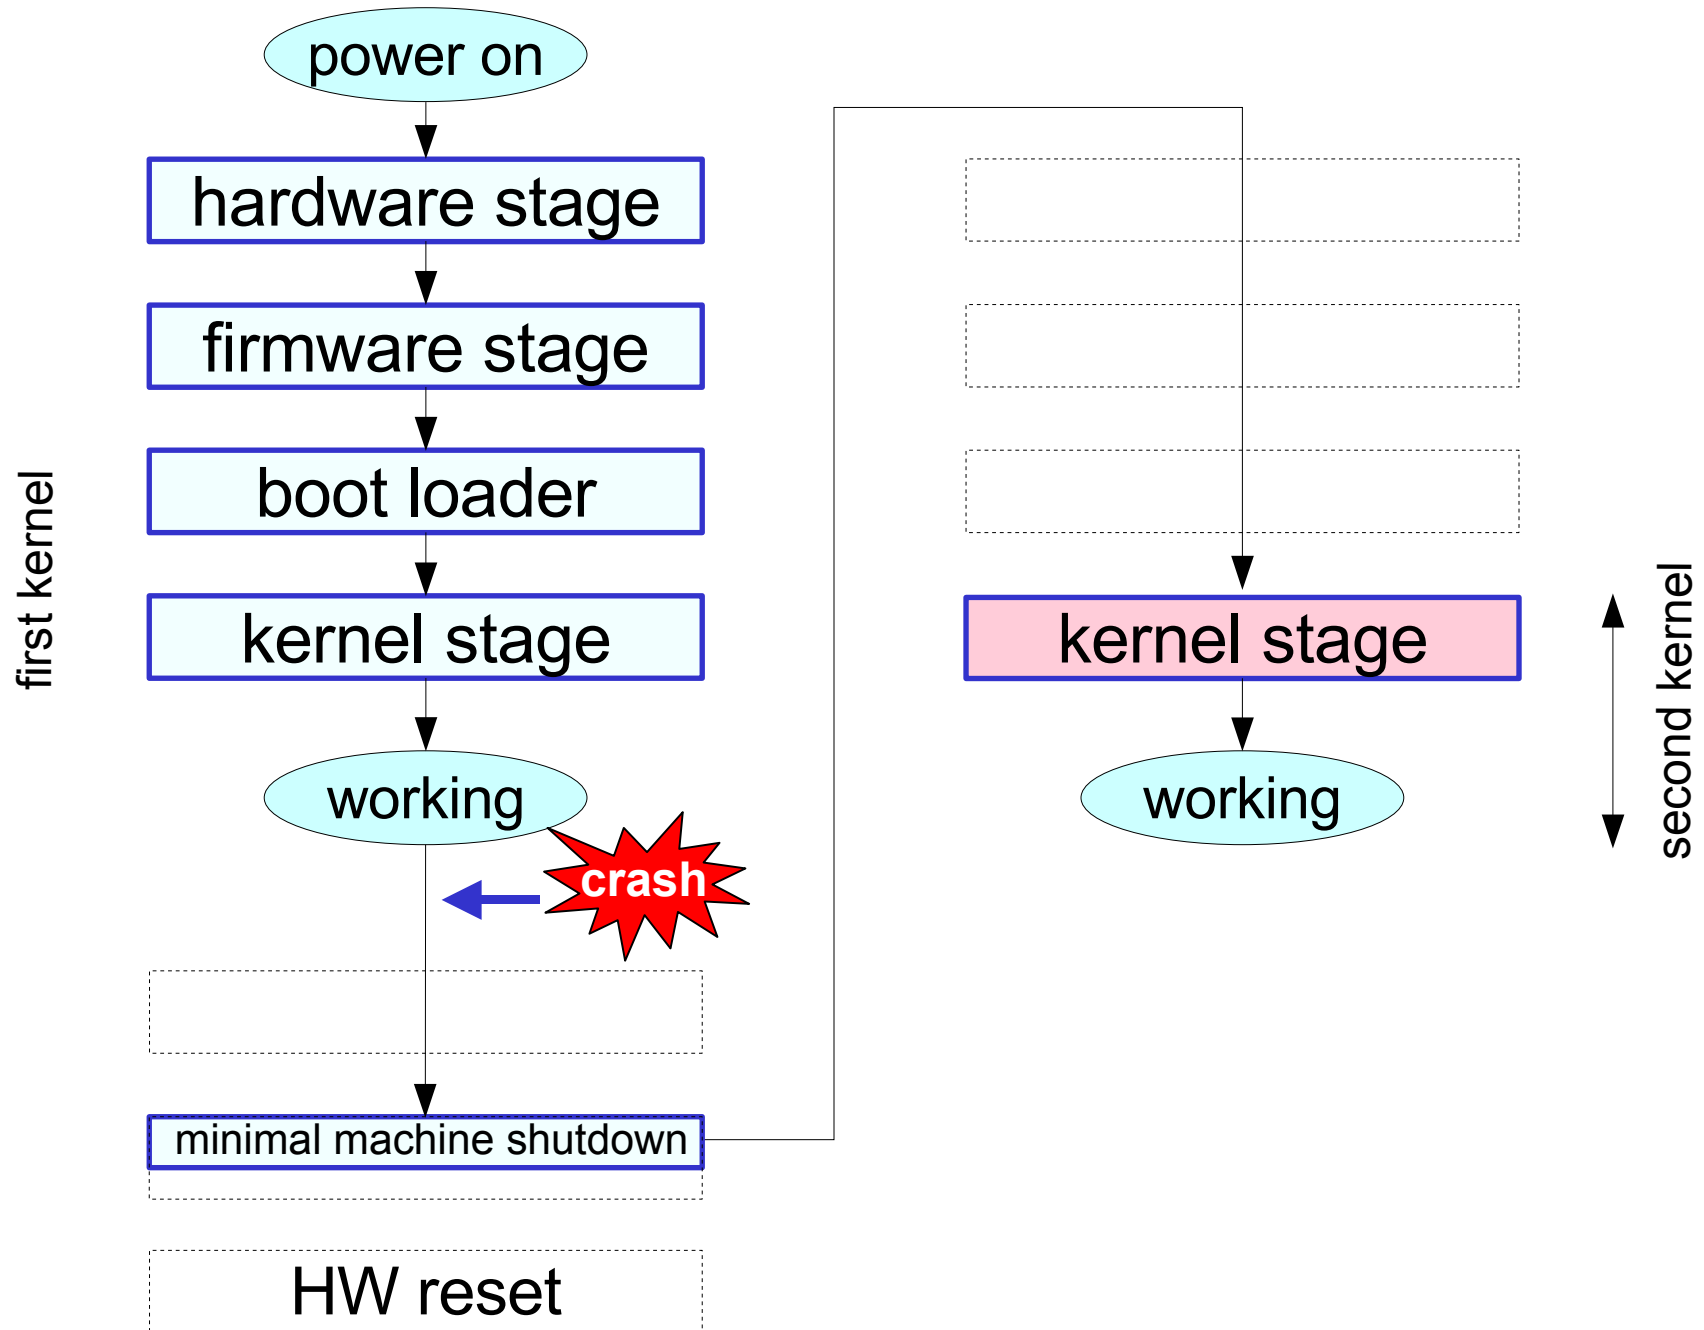 power on
hardware stage
firmware stage
boot loader
kernel stage
working
crash
minimal machine shutdown
HW reset
first kernel
kernel stage
working
second kernel